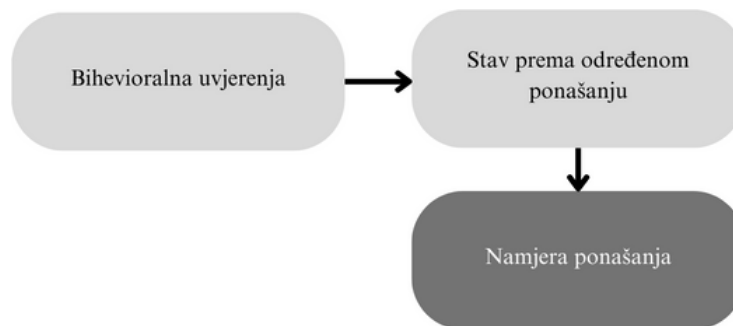 Bihevioralna uvjerenja
Stav prema određenom
ponašanju
Namjera ponašanja